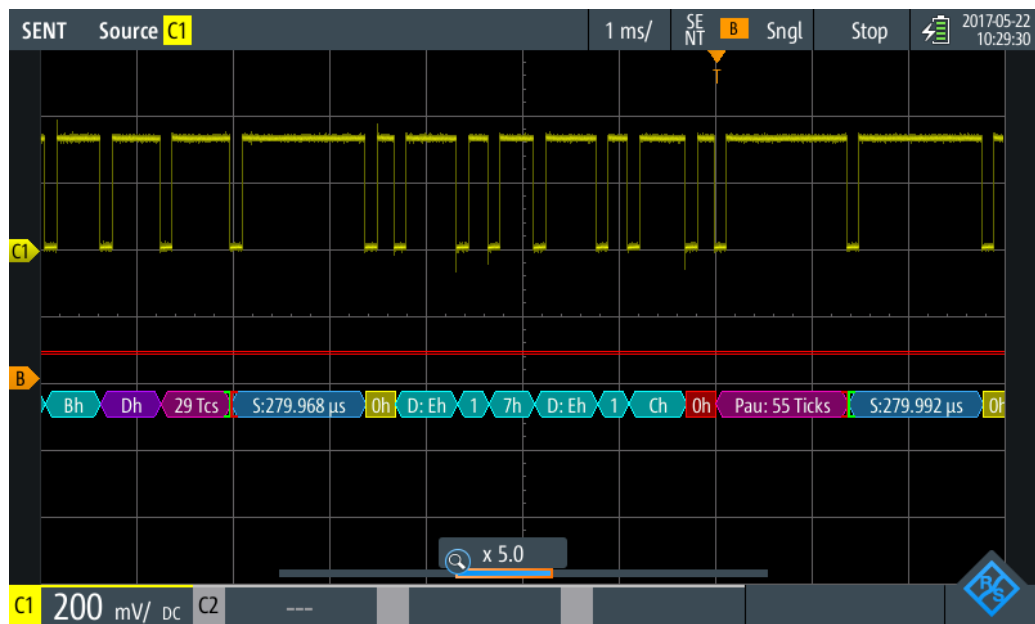 SENT Source C1 1 ms/ SE NT B Sngl Stop 2017-05-22 10:29:30
T
C1
B
Bh Dh 29 Tcs S:279.968 µs 0h D: Eh 1 7h D: Eh 1 Ch 0h Pau: 55 Ticks S:279.992 µs 0h
x 5.0
C1 200 mV/ DC C2 ---
R S